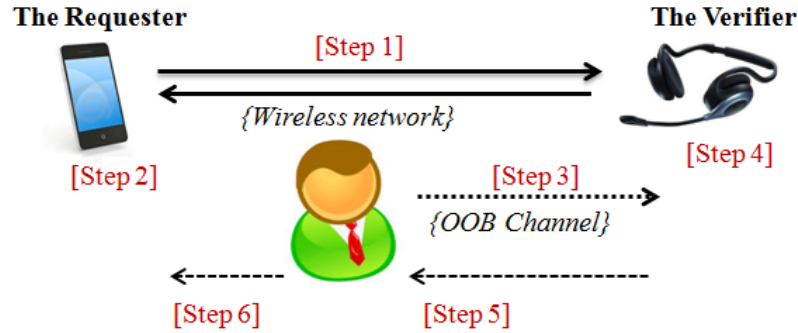 The Requester
The Verifier
[Step 1]
{Wireless network}
[Step 2]
[Step 3]
[Step 4]
{OOB Channel}
[Step 6]
[Step 5]